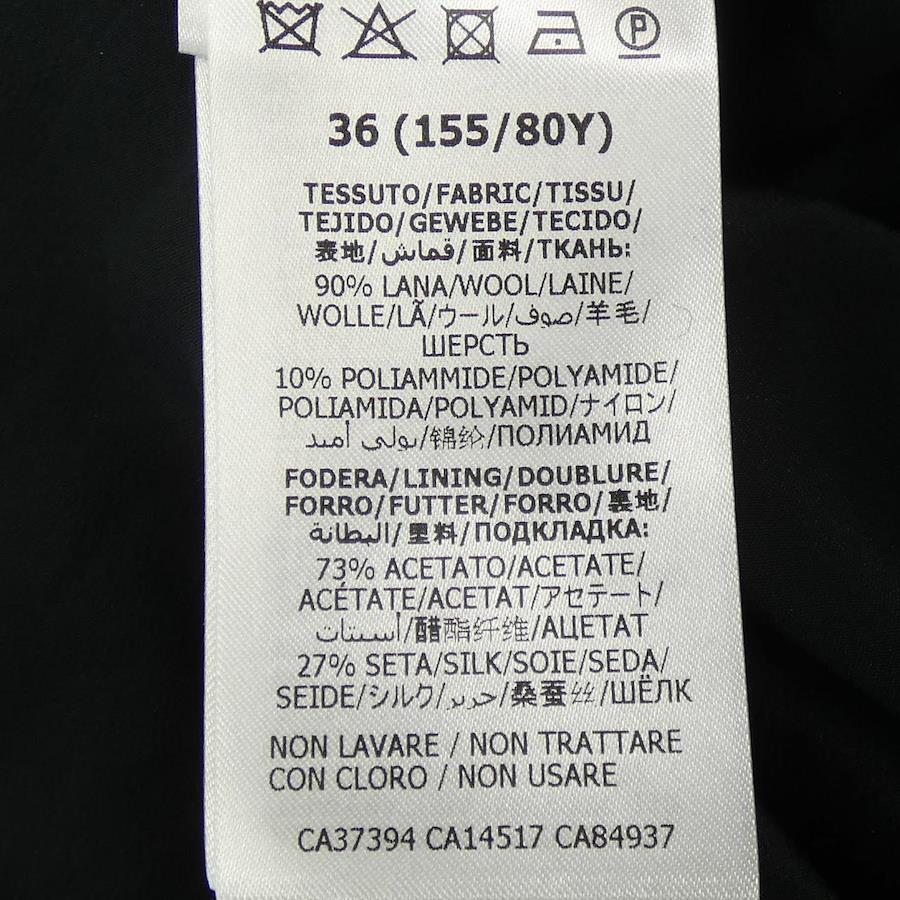 P
36 (155/80Y)
TESSUTO/FABRIC/TISSU/
TEJIDO/GEWEBE/TECIDO/
表地/قماش/面料/ТКАНЬ:
90% LANA/WOOL/LAINE/
WOLLE/LÃ/ウール/صوف/羊毛/
ШЕРСТЬ
10% POLIAMMIDE/POLYAMIDE/
POLIAMIDA/POLYAMID/ナイロン/
بولي أميد/锦纶/ПОЛИАМИД
FODERA/LINING/DOUBLURE/
FORRO/FUTTER/FORRO/裏地/
البطانة/里料/ПОДКЛАДКА:
73% ACETATO/ACETATE/
ACÉTATE/ACETAT/アセテート/
أسيتات/醋酯纤维/АЦЕТАТ
27% SETA/SILK/SOIE/SEDA/
SEIDE/シルク/حرير/桑蚕丝/ШЁЛК
NON LAVARE / NON TRATTARE
CON CLORO / NON USARE
CA37394 CA14517 CA84937